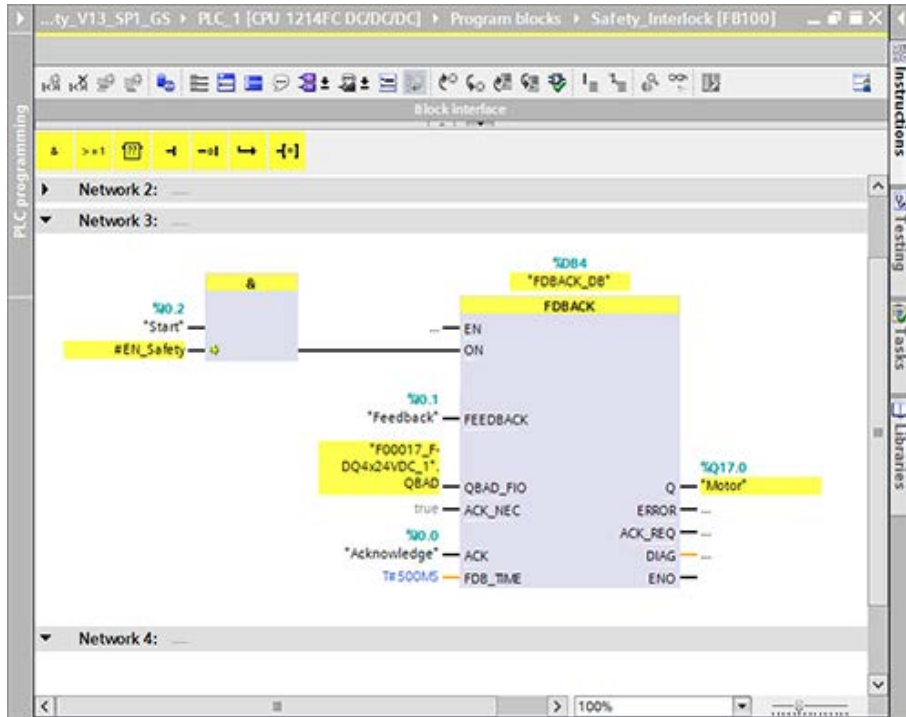 ...ty_V13_SP1_GS › PLC_1 [CPU 1214FC DC/DC/DC] › Program blocks › Safety_Interlock [FB100]
Block interface
& >=1 ??
Network 2:
Network 3:
%DB4
"FDBACK_DB"
& FDBACK
%I0.2
"Start" ... EN
#EN_Safety ON
%I0.1
"Feedback" FEEDBACK
"F00017_F-
DQ4x24VDC_1".
QBAD QBAD_FIO
%Q17.0
Q "Motor"
true ACK_NEC ERROR ...
%I0.0
"Acknowledge" ACK
ACK_REQ ...
DIAG ...
T#500MS FDB_TIME ENO
Network 4:
100%
PLC programming
Instructions
Testing
Tasks
Libraries